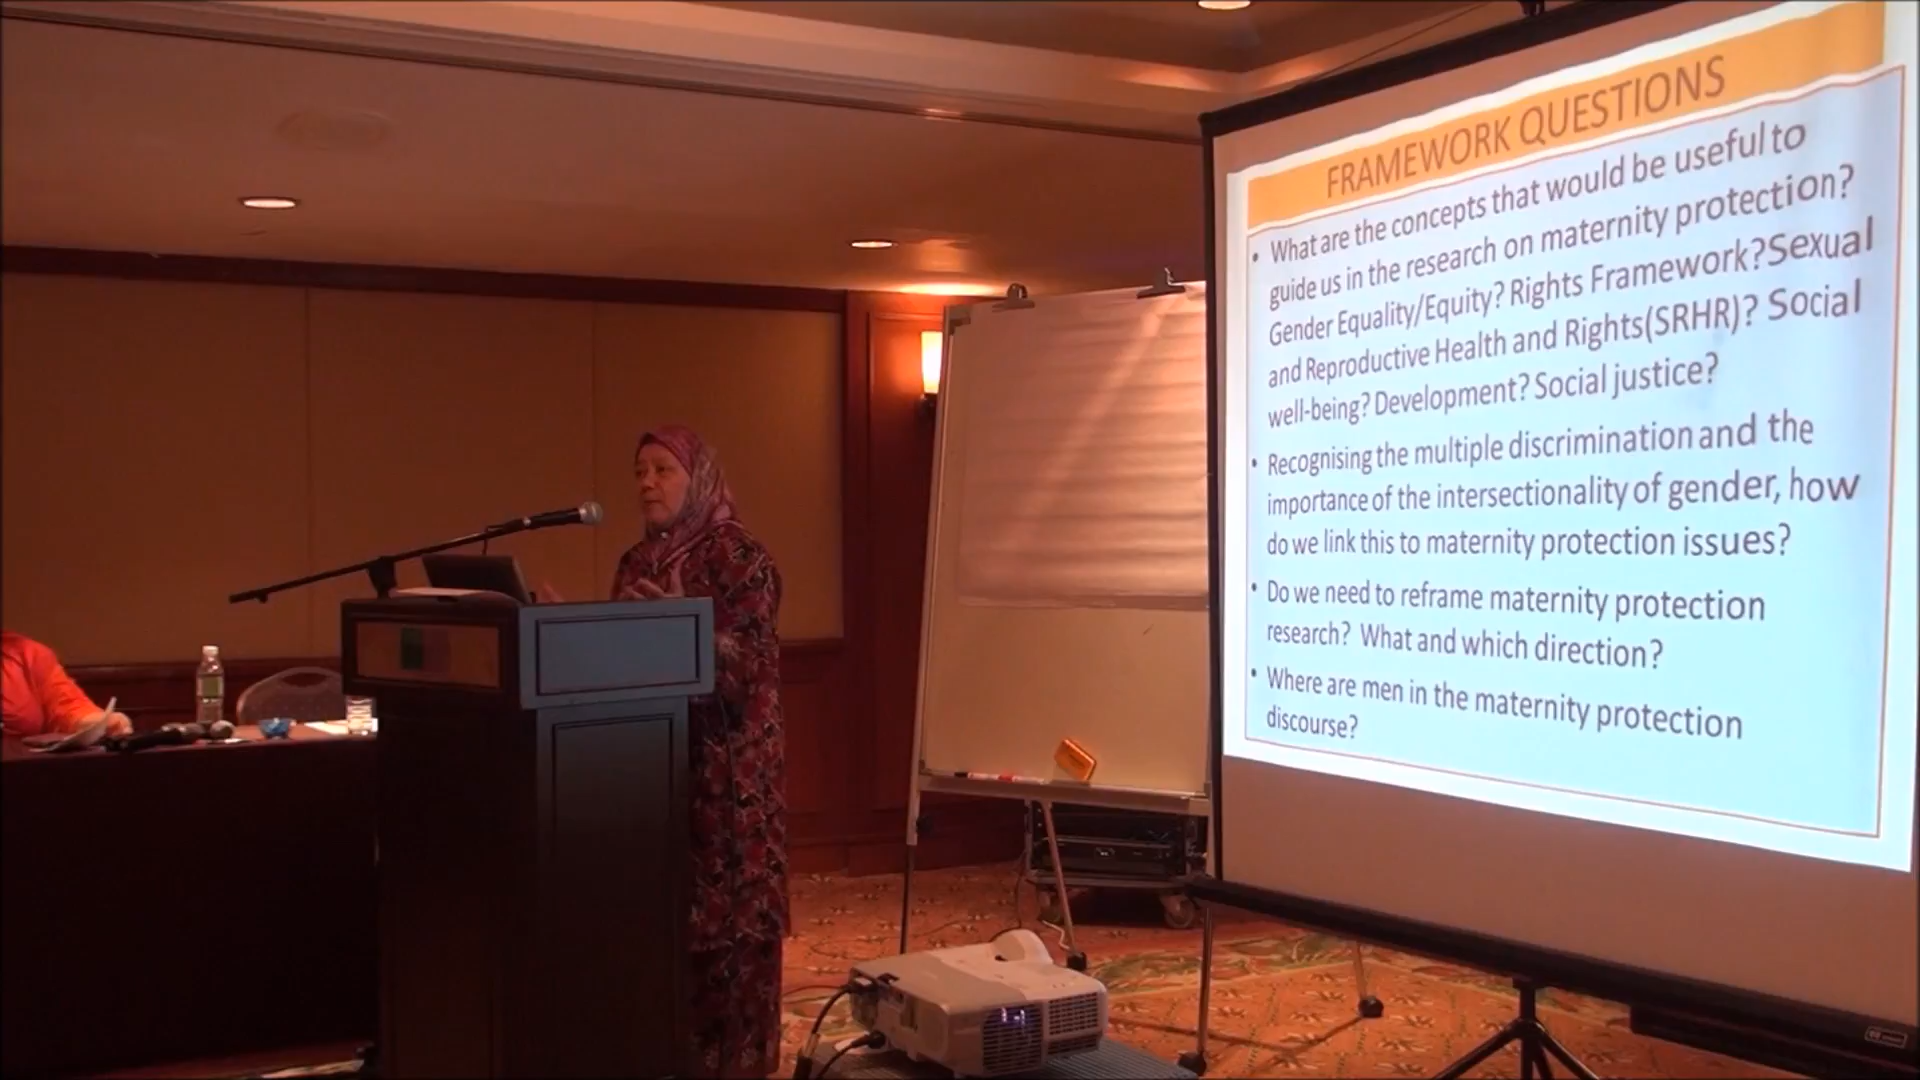 FRAMEWORK QUESTIONS
• What are the concepts that would be useful to
guide us in the research on maternity protection?
Gender Equality/Equity? Rights Framework?Sexual
and Reproductive Health and Rights(SRHR)? Social
well-being? Development? Social justice?
• Recognising the multiple discrimination and the
importance of the intersectionality of gender, how
do we link this to maternity protection issues?
• Do we need to reframe maternity protection
research? What and which direction?
• Where are men in the maternity protection
discourse?